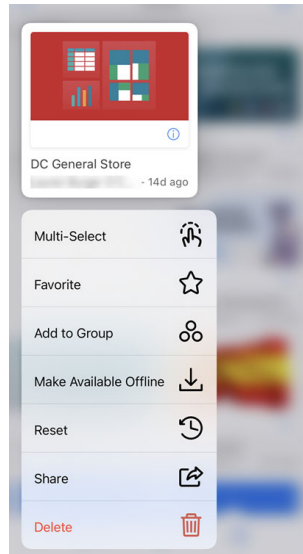 DC General Store
- 14d ago
Multi-Select
Favorite
Add to Group
Make Available Offline
Reset
Share
Delete